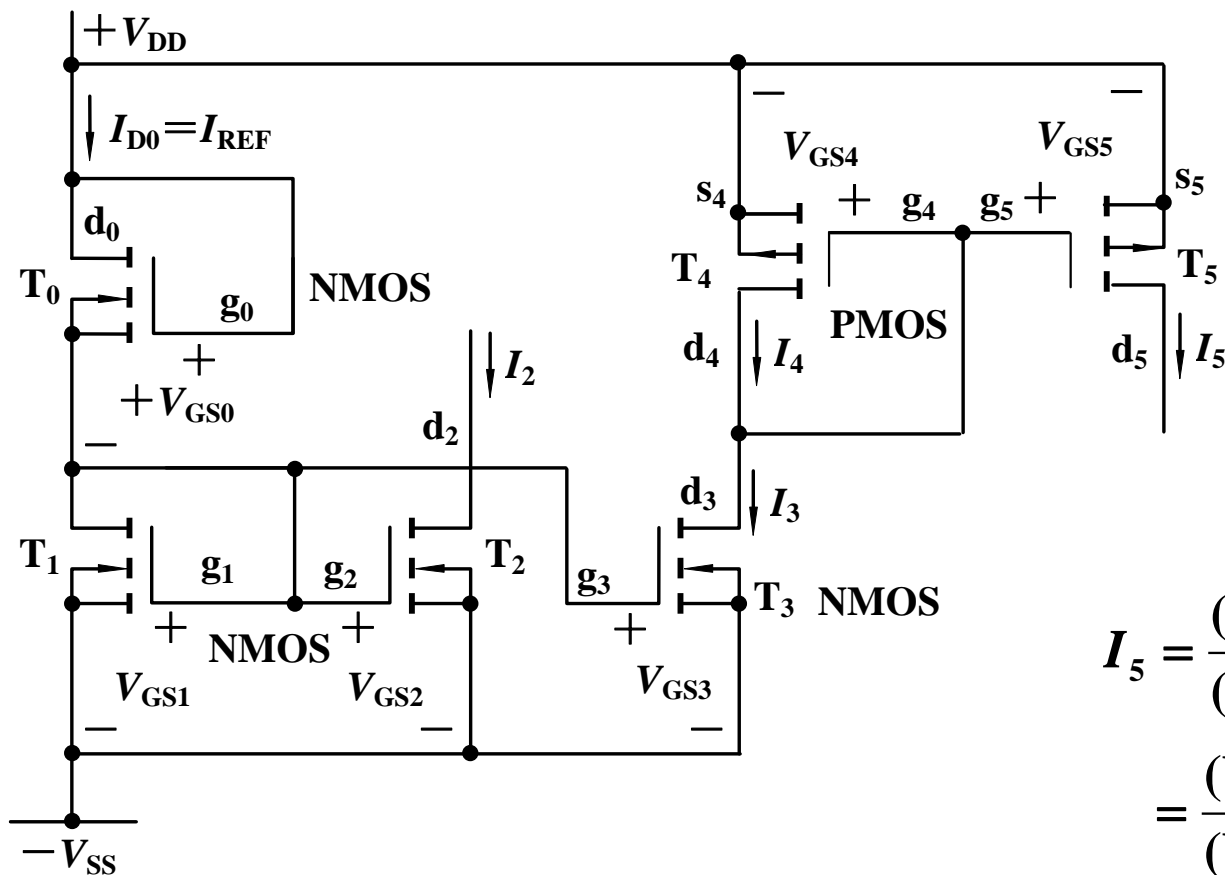 +V_DD
I_D0=I_REF
d_0
T_0
g_0
NMOS
+
+V_GS0
−
I_2
d_2
T_1
g_1
g_2
T_2
+
NMOS
+
V_GS1
V_GS2
−
−
−V_SS
−
−
V_GS4
V_GS5
s_4
+
g_4
g_5
+
s_5
T_4
T_5
PMOS
d_4
I_4
d_5
I_5
d_3
I_3
g_3
T_3
NMOS
+
V_GS3
−
I_5 = (
(
= (
(